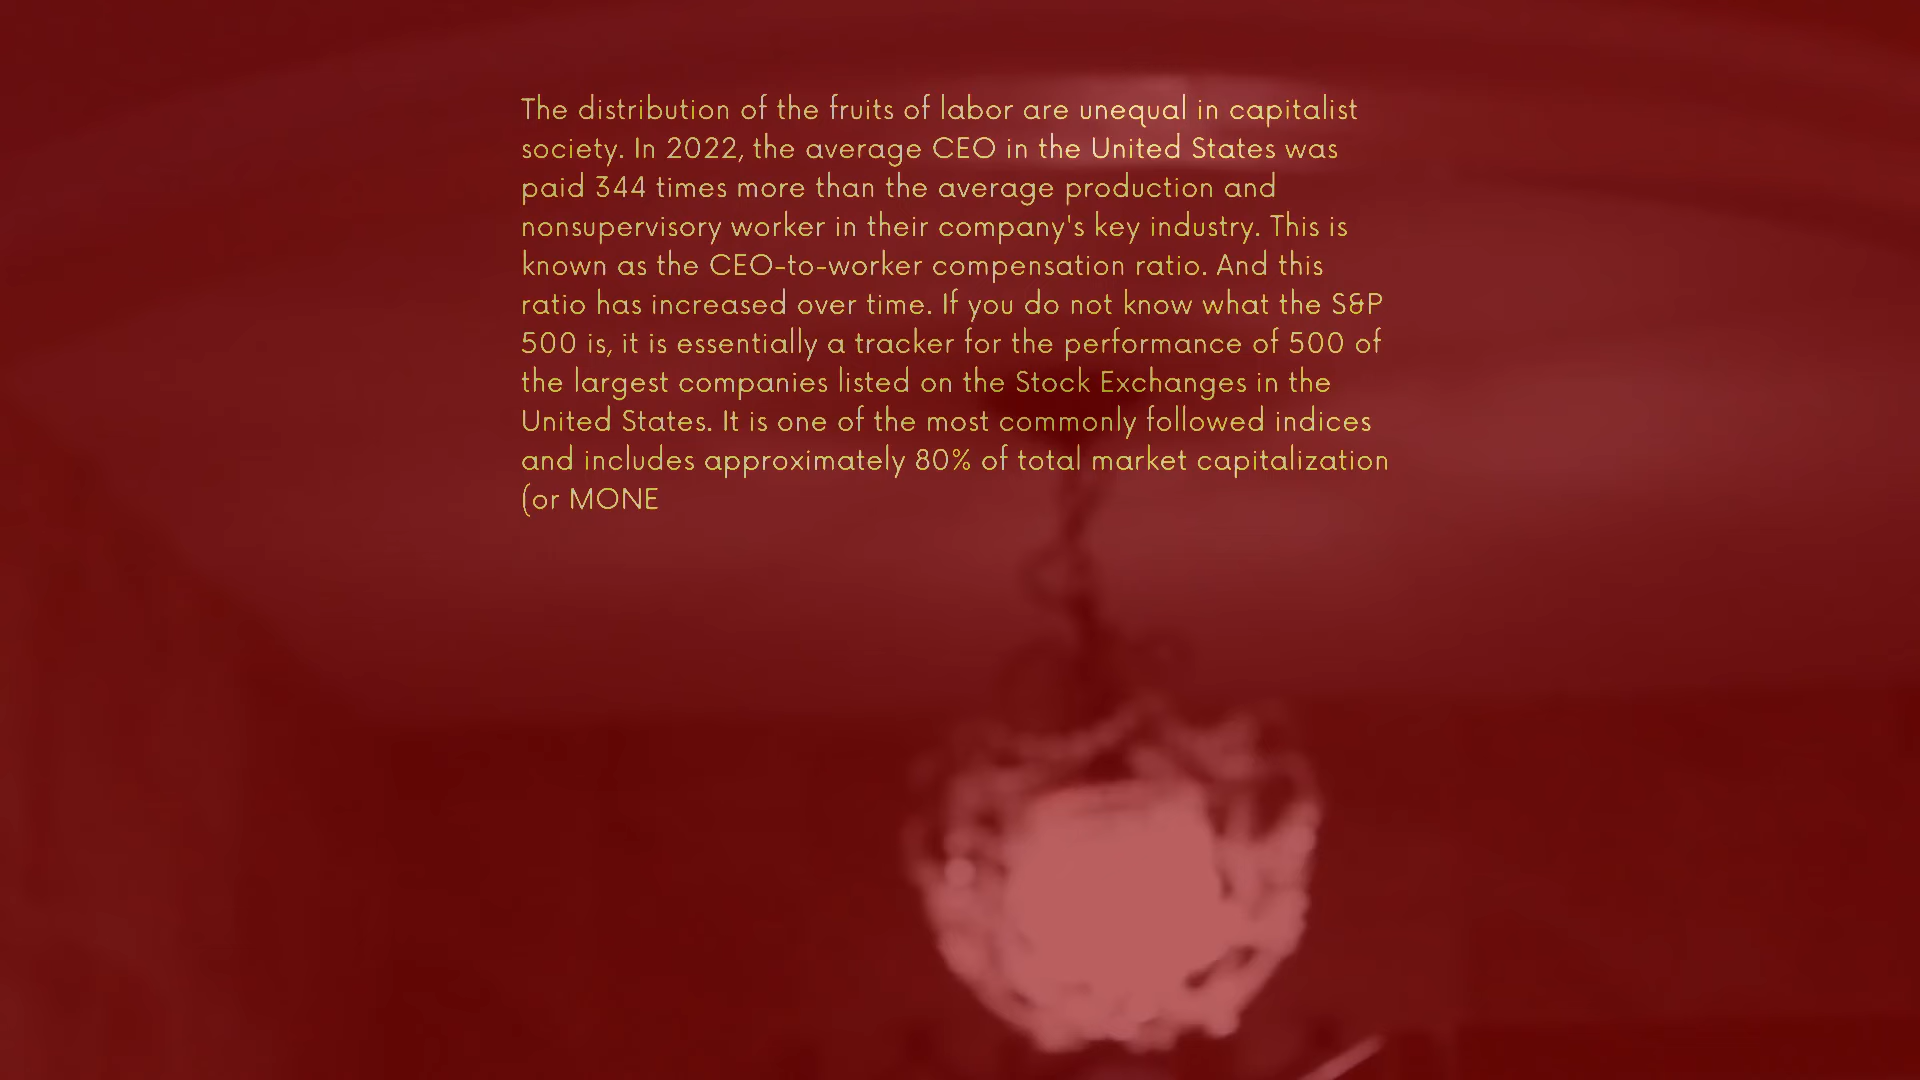 The distribution of the fruits of labor are unequal in capitalist
society. In 2022, the average CEO in the United States was
paid 344 times more than the average production and
nonsupervisory worker in their company's key industry. This is
known as the CEO-to-worker compensation ratio. And this
ratio has increased over time. If you do not know what the S&P
500 is, it is essentially a tracker for the performance of 500 of
the largest companies listed on the Stock Exchanges in the
United States. It is one of the most commonly followed indices
and includes approximately 80% of total market capitalization
(or MONE